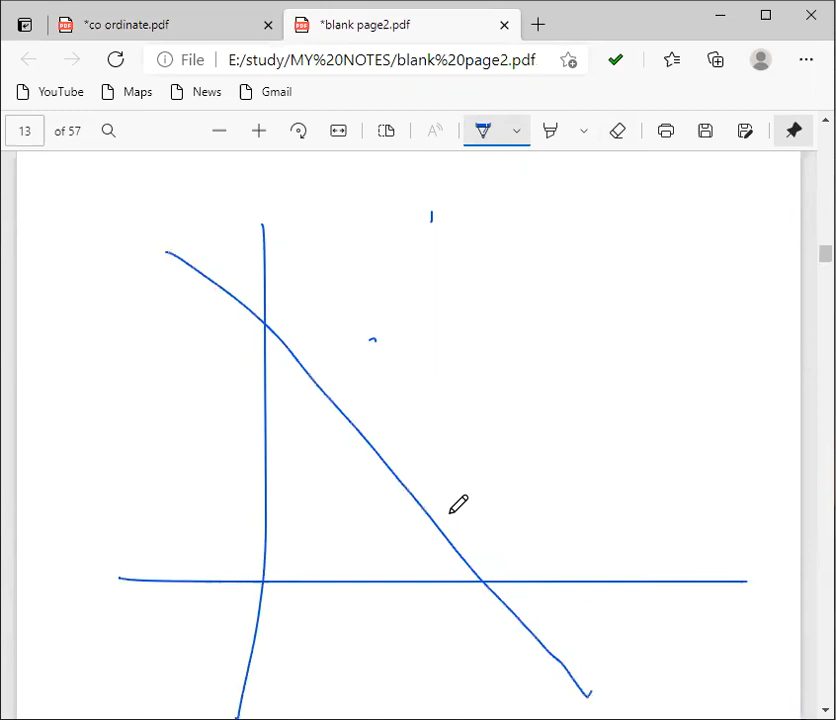 *co ordinate.pdf
*blank page2.pdf
File E:/study/MY%20NOTES/blank%20page2.pdf
YouTube Maps News Gmail
13 of 57